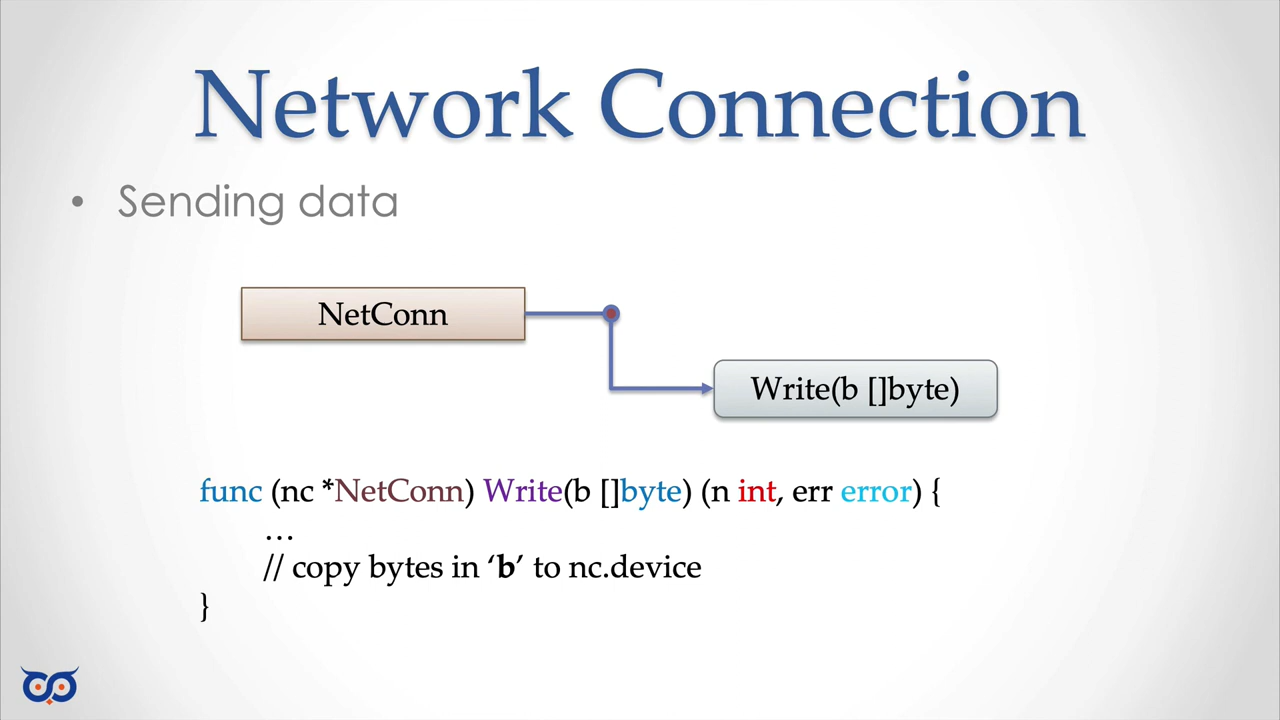 Network Connection
• Sending data
NetConn
Write(b []byte)
func (nc *NetConn) Write(b []byte) (n int, err error) {
…
// copy bytes in ‘b’ to nc.device
}